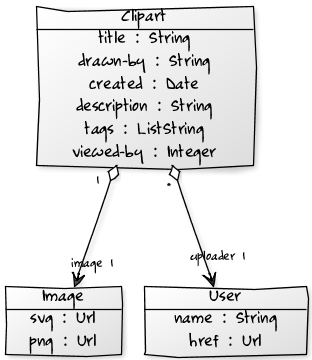 Clipart
title : String
drawn-by : String
created : Date
description : String
tags : ListString
viewed-by : Integer
1
*
image 1
uploader 1
Image
svg : Url
png : Url
User
name : String
href : Url